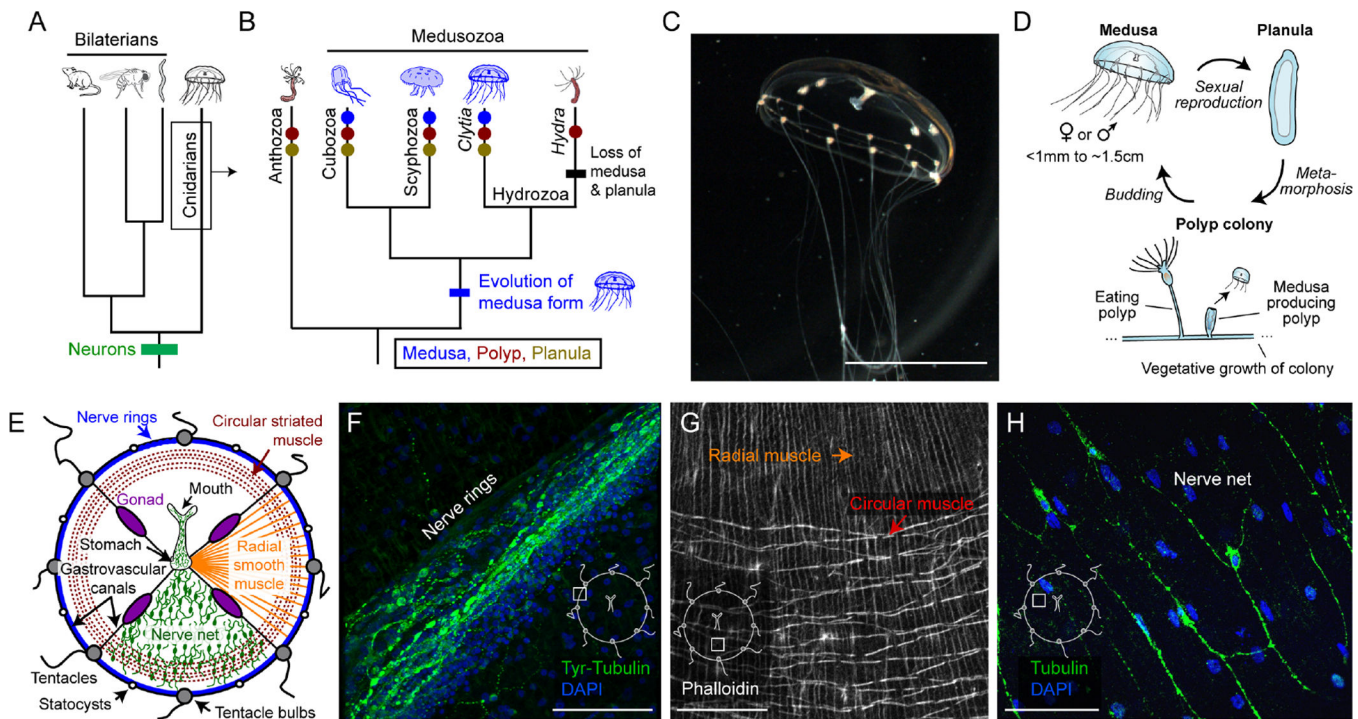 A
Bilaterians
Cnidarians
Neurons
B
Medusozoa
Anthozoa
Cubozoa
Scyphozoa
Clytia
Hydra
Loss of
medusa
& planula
Hydrozoa
Evolution of
medusa form
Medusa, Polyp, Planula
C
D
Medusa
Planula
Sexual
reproduction
♀ or ♂
<1mm to ~1.5cm
Budding
Meta-
morphosis
Polyp colony
Eating
polyp
Medusa
producing
polyp
...
...
Vegetative growth of colony
E
Nerve rings
Circular striated
muscle
Mouth
Gonad
Stomach
Gastrovascular
canals
Radial
smooth
muscle
Nerve net
Tentacles
Statocysts
Tentacle bulbs
F
Nerve rings
Tyr-Tubulin
DAPI
G
Radial muscle
Circular muscle
Phalloidin
H
Nerve net
Tubulin
DAPI